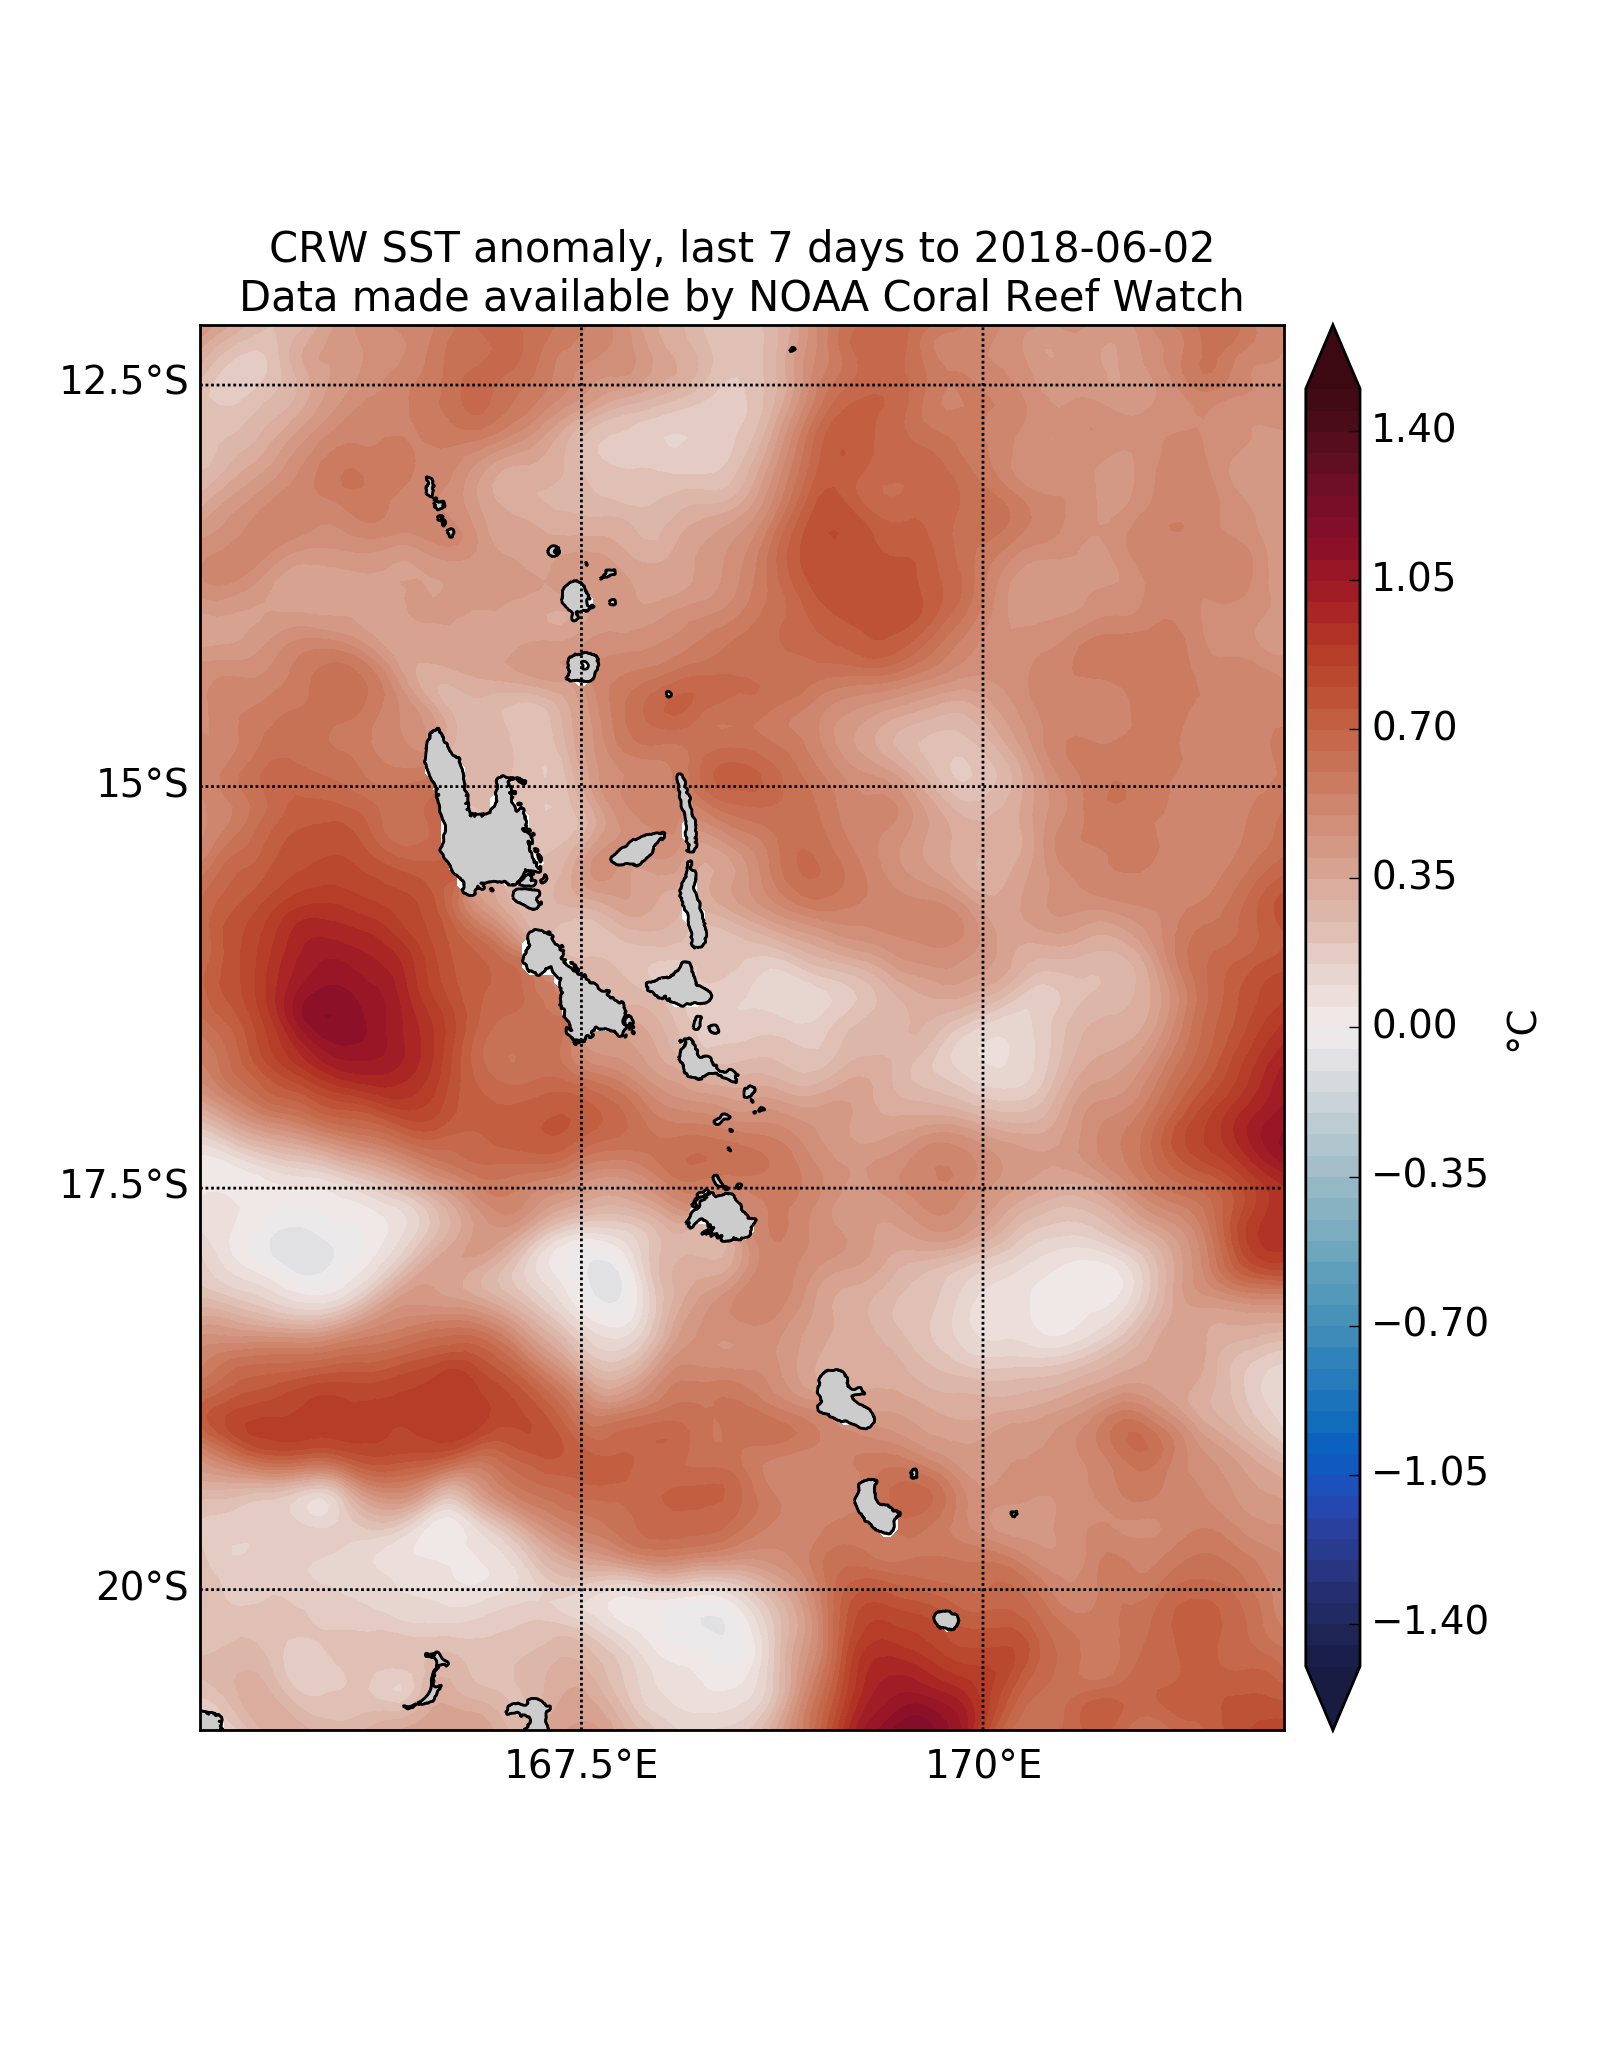 CRW SST anomaly, last 7 days to 2018-06-02
Data made available by NOAA Coral Reef Watch
12.5°S
15°S
17.5°S
20°S
167.5°E
170°E
1.40
1.05
0.70
0.35
0.00
−0.35
−0.70
−1.05
−1.40
°C